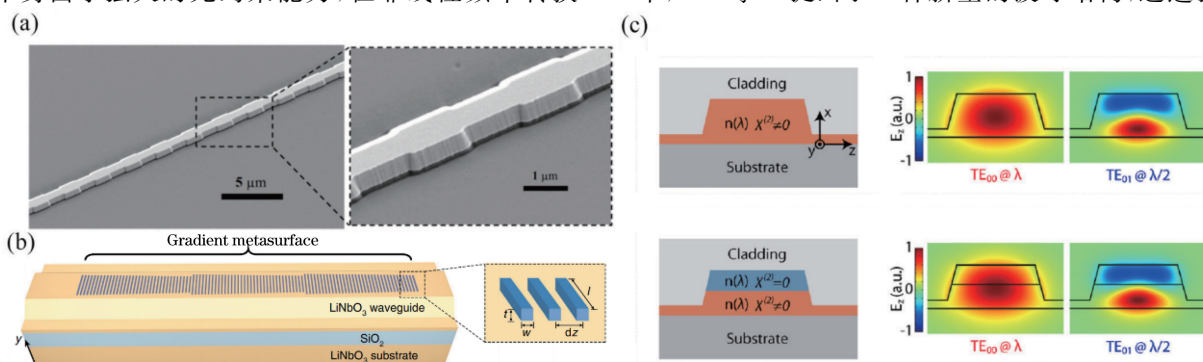 (a)
5 μm
1 μm
(b)
Gradient metasurface
LiNbO3 waveguide
SiO2
LiNbO3 substrate
y
t
w
dz
l
(c)
Cladding
n(λ) χ(2)≠0
Substrate
x
y
z
Ez (a.u.)
1
0
-1
TE00 @ λ
TE01 @ λ/2
Cladding
n(λ) χ(2)=0
n(λ) χ(2)≠0
Substrate
Ez (a.u.)
1
0
-1
TE00 @ λ
TE01 @ λ/2